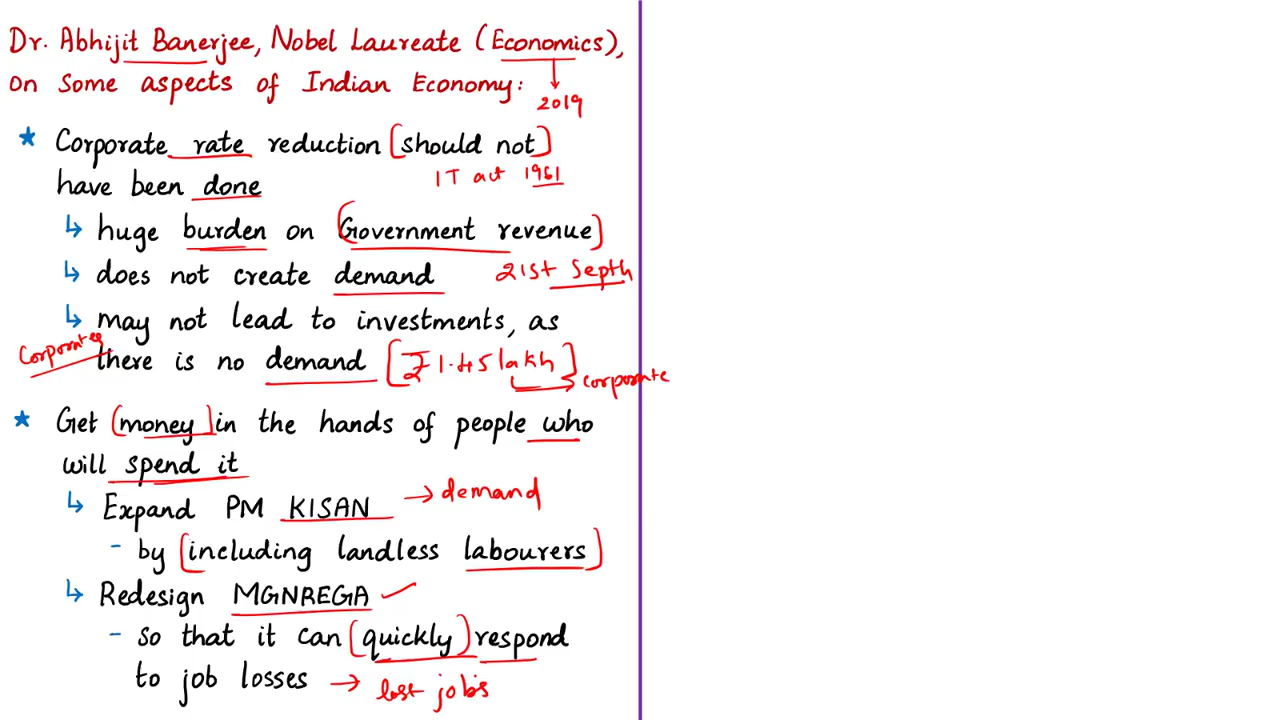 Dr. Abhijit Banerjee, Nobel Laureate (Economics),
on Some aspects of Indian Economy:
2019
★ Corporate rate reduction [should not]
IT act 1961
have been done
↳ huge burden on [Government revenue]
↳ does not create demand
21st Septh
↳ may not lead to investments, as
Corporates
there is no demand [₹1.45 lakh]
corporate
★ Get [money] in the hands of people who
will spend it
↳ Expand PM KISAN → demand
- by [including landless labourers]
↳ Redesign MGNREGA ✓
- so that it can [quickly] respond
to job losses → lost jobs